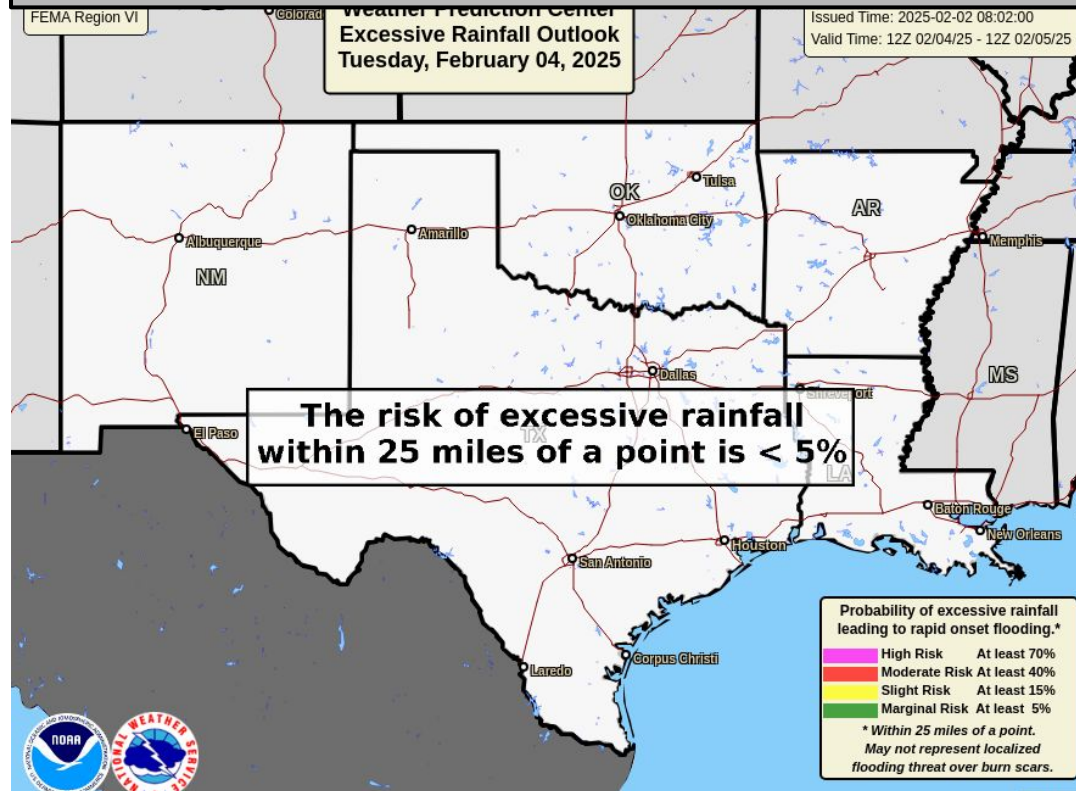 FEMA Region VI
Weather Prediction Center
Excessive Rainfall Outlook
Tuesday, February 04, 2025
Issued Time: 2025-02-02 08:02:00
Valid Time: 12Z 02/04/25 - 12Z 02/05/25
Colorad
Tulsa
OK
AR
Oklahoma City
Amarillo
Albuquerque
Memphis
NM
Dallas
MS
Shreveport
The risk of excessive rainfall
within 25 miles of a point is < 5%
El Paso
TX
LA
Baton Rouge
New Orleans
Houston
San Antonio
Corpus Christi
Laredo
Probability of excessive rainfall
leading to rapid onset flooding.*
High Risk At least 70%
Moderate Risk At least 40%
Slight Risk At least 15%
Marginal Risk At least 5%
* Within 25 miles of a point.
May not represent localized
flooding threat over burn scars.
NOAA
NATIONAL WEATHER SERVICE